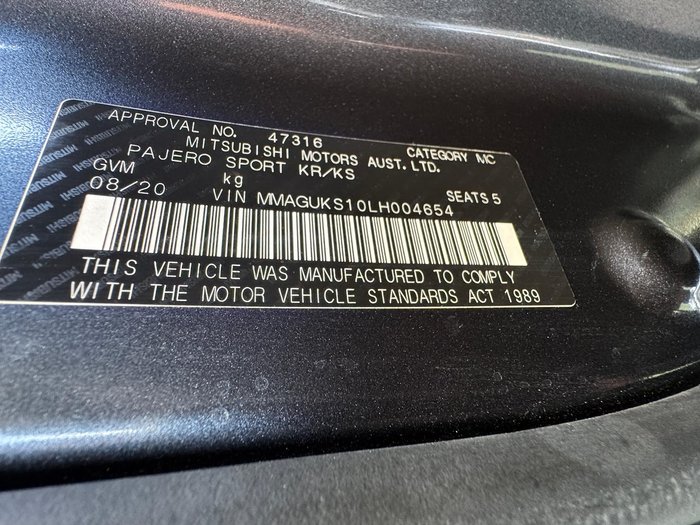 APPROVAL NO. 47316 CATEGORY MC
MITSUBISHI MOTORS AUST. LTD.
PAJERO SPORT KR/KS
GVM kg SEATS 5
08/20 VIN MMAGUKS10LH004654
THIS VEHICLE WAS MANUFACTURED TO COMPLY
WITH THE MOTOR VEHICLE STANDARDS ACT 1989